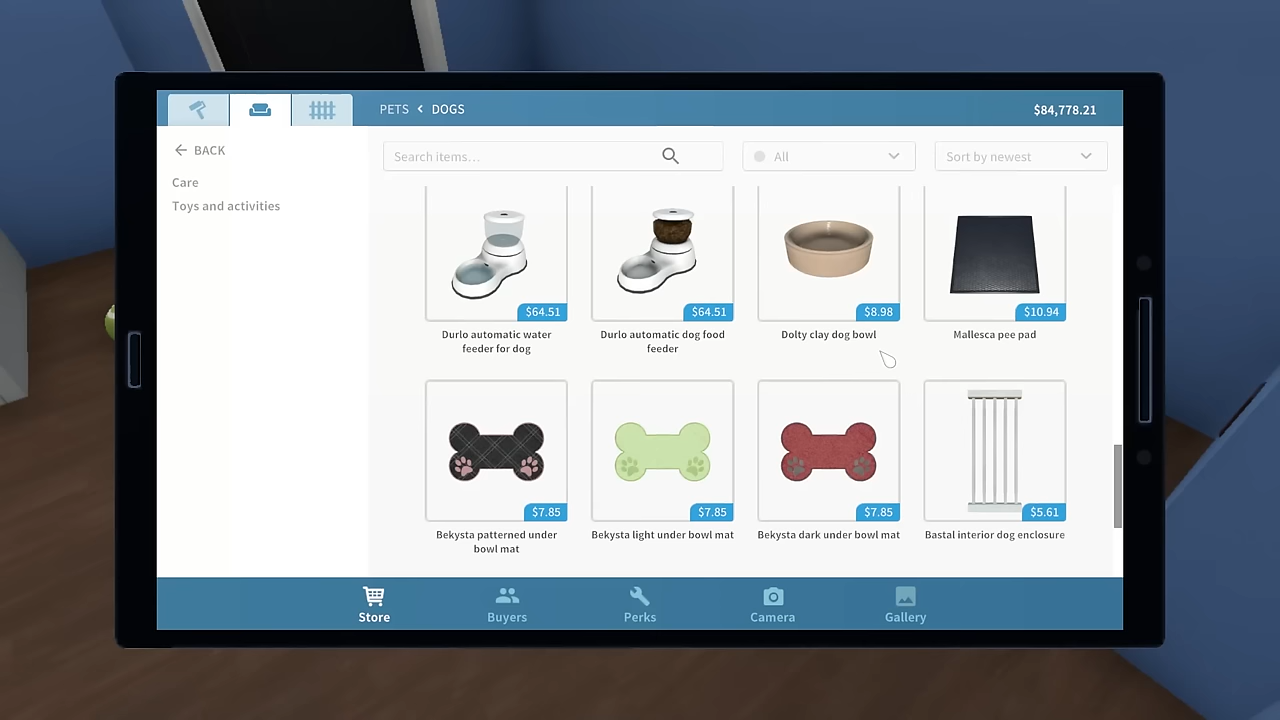 PETS < DOGS
$84,778.21
BACK
Care
Toys and activities
Search items...
All
Sort by newest
$64.51
$64.51
$8.98
$10.94
Durlo automatic water
feeder for dog
Durlo automatic dog food
feeder
Dolty clay dog bowl
Mallesca pee pad
$7.85
$7.85
$7.85
$5.61
Bekysta patterned under
bowl mat
Bekysta light under bowl mat
Bekysta dark under bowl mat
Bastal interior dog enclosure
Store
Buyers
Perks
Camera
Gallery